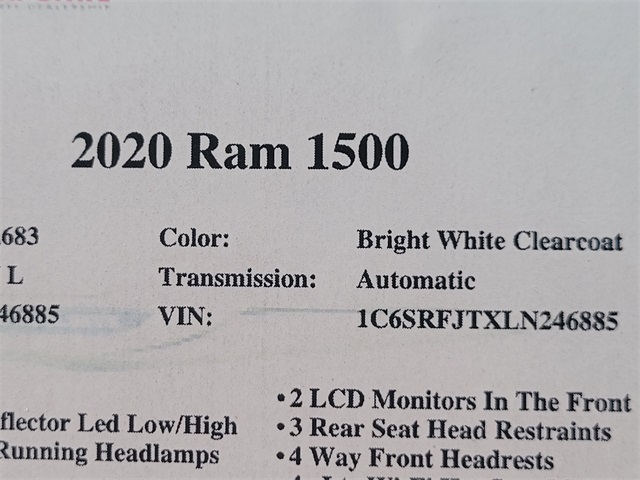 2020 Ram 1500
683 Color: Bright White Clearcoat
L Transmission: Automatic
46885 VIN: 1C6SRFJTXLN246885
•2 LCD Monitors In The Front
flector Led Low/High •3 Rear Seat Head Restraints
Running Headlamps •4 Way Front Headrests